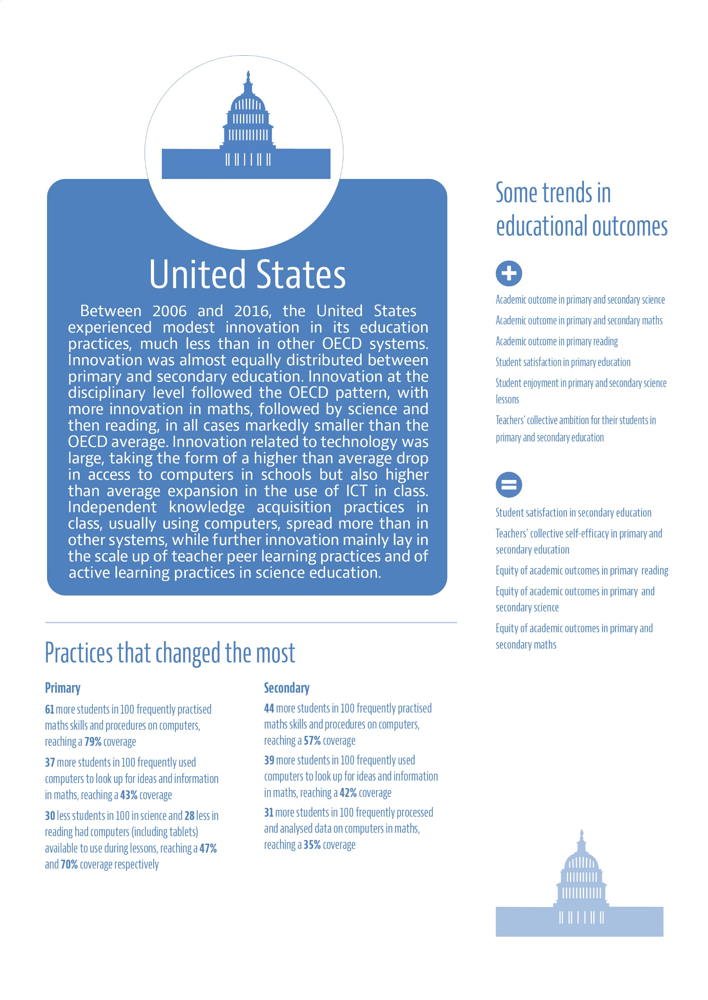 United States
Between 2006 and 2016, the United States
experienced modest innovation in its education
practices, much less than in other OECD systems.
Innovation was almost equally distributed between
primary and secondary education. Innovation at the
disciplinary level followed the OECD pattern, with
more innovation in maths, followed by science and
then reading, in all cases markedly smaller than the
OECD average. Innovation related to technology was
large, taking the form of a higher than average drop
in access to computers in schools but also higher
than average expansion in the use of ICT in class.
Independent knowledge acquisition practices in
class, usually using computers, spread more than in
other systems, while further innovation mainly lay in
the scale up of teacher peer learning practices and of
active learning practices in science education.
Practices that changed the most
Primary
61 more students in 100 frequently practised
maths skills and procedures on computers,
reaching a 79% coverage
37 more students in 100 frequently used
computers to look up for ideas and information
in maths, reaching a 43% coverage
30 less students in 100 in science and 28 less in
reading had computers (including tablets)
available to use during lessons, reaching a 47%
and 70% coverage respectively
Secondary
44 more students in 100 frequently practised
maths skills and procedures on computers,
reaching a 57% coverage
39 more students in 100 frequently used
computers to look up for ideas and information
in maths, reaching a 42% coverage
31 more students in 100 frequently processed
and analysed data on computers in maths,
reaching a 35% coverage
Some trends in
educational outcomes
+
Academic outcome in primary and secondary science
Academic outcome in primary and secondary maths
Academic outcome in primary reading
Student satisfaction in primary education
Student enjoyment in primary and secondary science
lessons
Teachers' collective ambition for their students in
primary and secondary education
=
Student satisfaction in secondary education
Teachers' collective self-efficacy in primary and
secondary education
Equity of academic outcomes in primary reading
Equity of academic outcomes in primary and
secondary science
Equity of academic outcomes in primary and
secondary maths